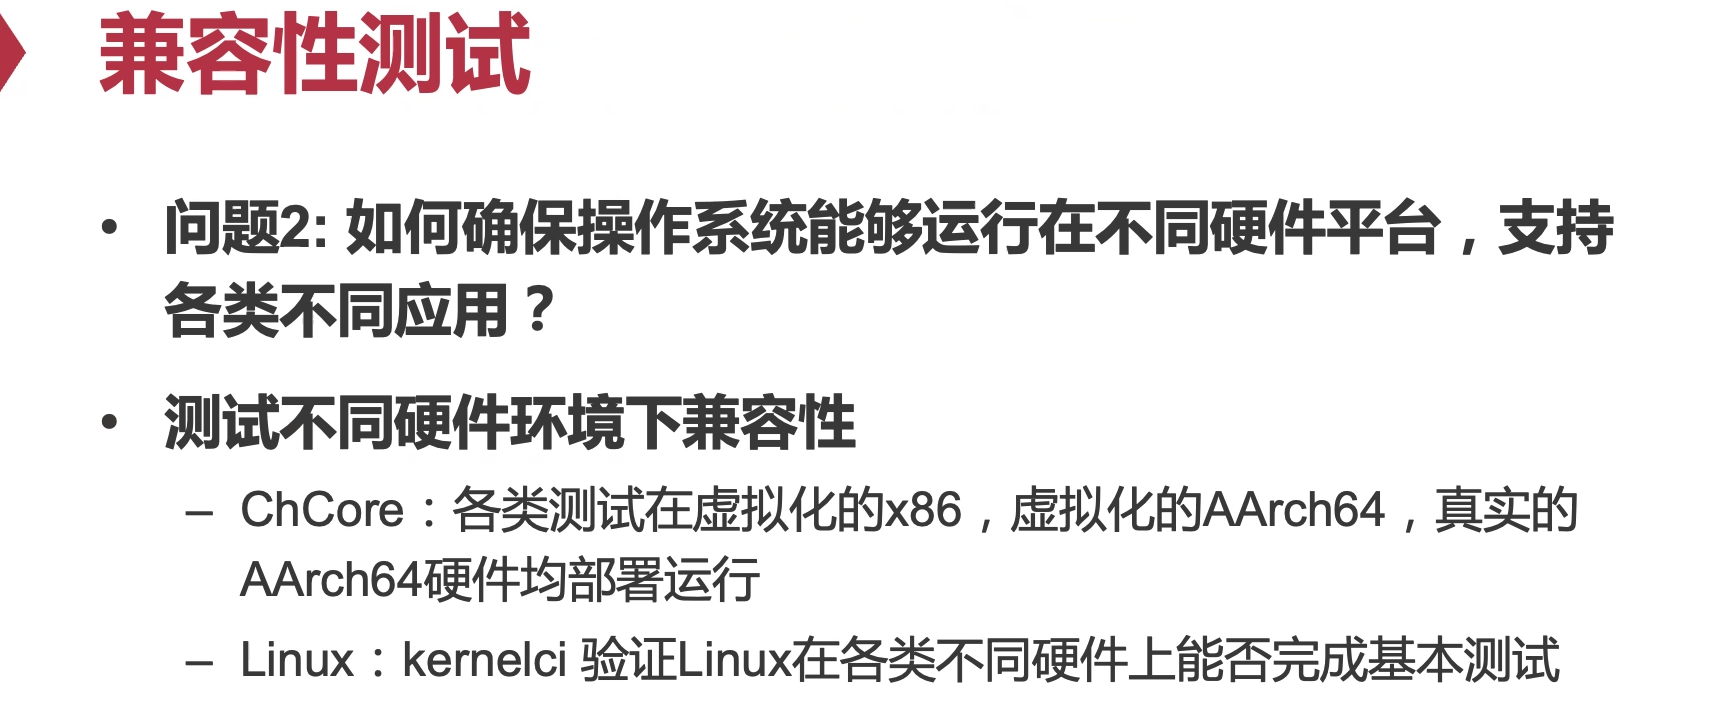 兼容性测试
• 问题2: 如何确保操作系统能够运行在不同硬件平台，支持
各类不同应用？
• 测试不同硬件环境下兼容性
– ChCore：各类测试在虚拟化的x86，虚拟化的AArch64，真实的
AArch64硬件均部署运行
– Linux：kernelci 验证Linux在各类不同硬件上能否完成基本测试